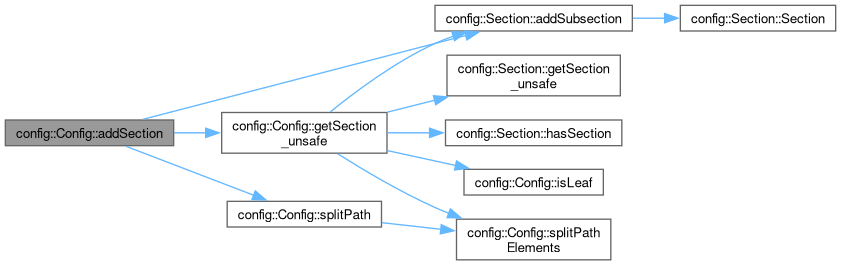 config::Config::addSection
config::Config::getSection
_unsafe
config::Config::splitPath
config::Section::addSubsection
config::Section::getSection
_unsafe
config::Section::hasSection
config::Config::isLeaf
config::Config::splitPath
Elements
config::Section::Section